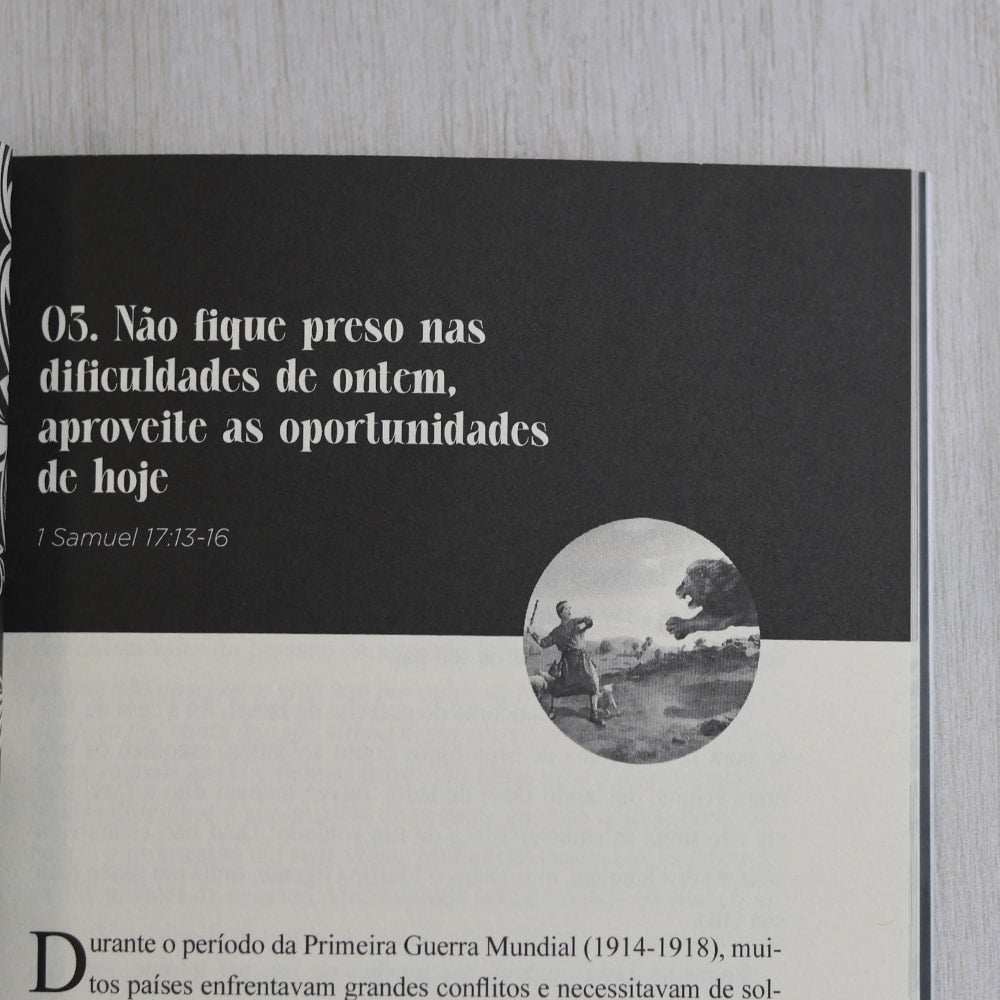 03. Não fique preso nas
dificuldades de ontem,
aproveite as oportunidades
de hoje
1 Samuel 17:13-16
Durante o período da Primeira Guerra Mundial (1914-1918), mui-
tos países enfrentavam grandes conflitos e necessitavam de sol-